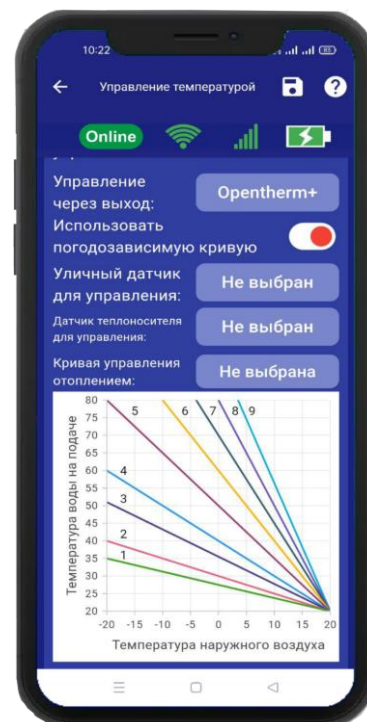 10:22
85
Управление температурой
?
Online
Управление
через выход:
Opentherm+
Использовать
погодозависимую кривую
Уличный датчик
для управления:
Не выбран
Датчик теплоносителя
для управления:
Не выбран
Кривая управления
отоплением:
Не выбрана
Температура воды на подаче
80
75
70
65
60
55
50
45
40
35
30
25
20
5
6
7
8
9
4
3
2
1
-20
-15
-10
-5
0
5
10
15
20
Температура наружного воздуха